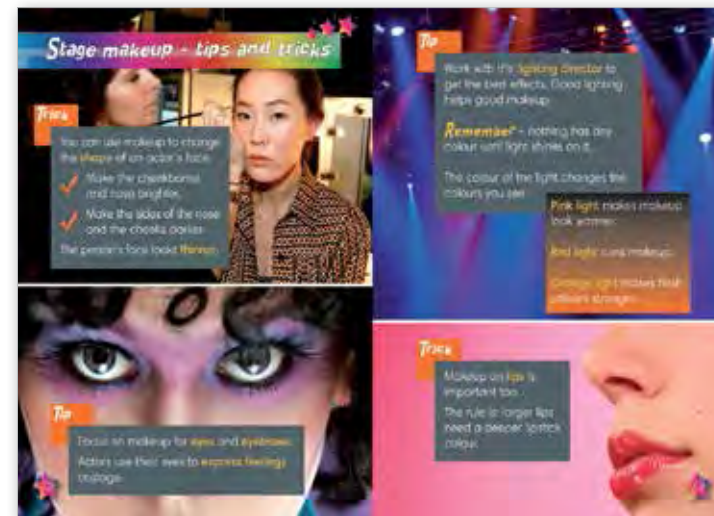 Stage makeup - tips and tricks
Trick
You can use makeup to change
the shape of an actor's face.
Make the cheekbones
and nose brighter.
Make the sides of the nose
and the cheeks darker.
The person's face looks thinner.
Tip
Focus on makeup for eyes and eyebrows.
Actors use their eyes to express feelings
onstage.
Tip
Work with the lighting director to
get the best effects. Good lighting
helps good makeup.
Remember - nothing has any
colour until light shines on it.
The colour of the light changes the
colours you see.
Pink light makes makeup
look warmer.
Red light ruins makeup.
Orange light makes flesh
colours stronger.
Trick
Makeup on lips is
important too.
The rule is: larger lips
need a deeper lipstick
colour.